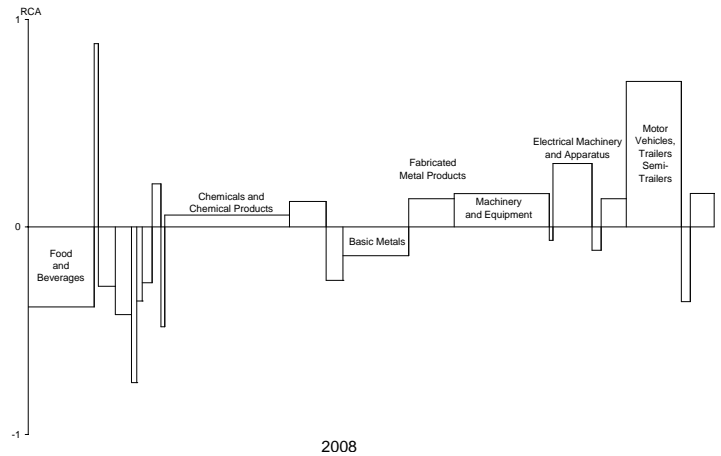 RCA
1
0
-1
Food
and
Beverages
Chemicals and
Chemical Products
Basic Metals
Fabricated
Metal Products
Machinery
and Equipment
Electrical Machinery
and Apparatus
Motor
Vehicles,
Trailers
Semi-
Trailers
2008